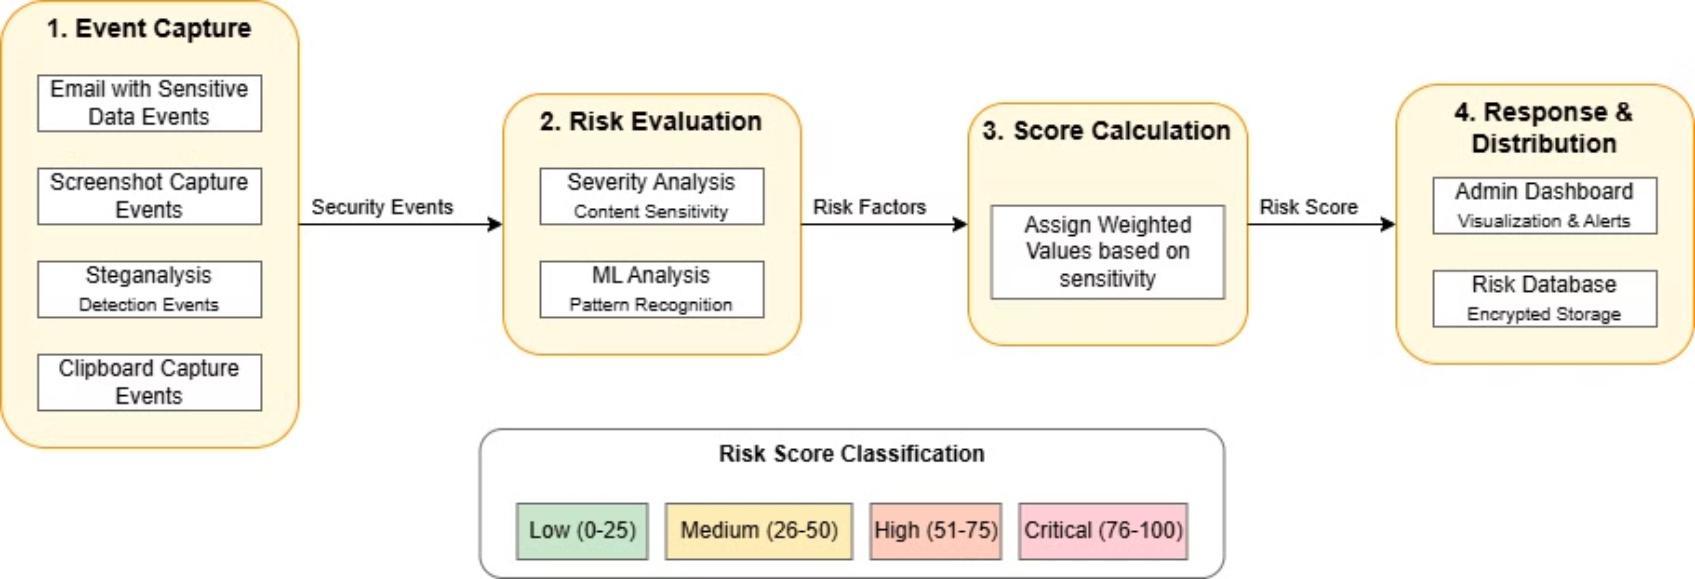 1. Event Capture
Email with Sensitive
Data Events
Screenshot Capture
Events
Steganalysis
Detection Events
Clipboard Capture
Events
Security Events
2. Risk Evaluation
Severity Analysis
Content Sensitivity
ML Analysis
Pattern Recognition
Risk Factors
3. Score Calculation
Assign Weighted
Values based on
sensitivity
Risk Score
4. Response &
Distribution
Admin Dashboard
Visualization & Alerts
Risk Database
Encrypted Storage
Risk Score Classification
Low (0-25)
Medium (26-50)
High (51-75)
Critical (76-100)